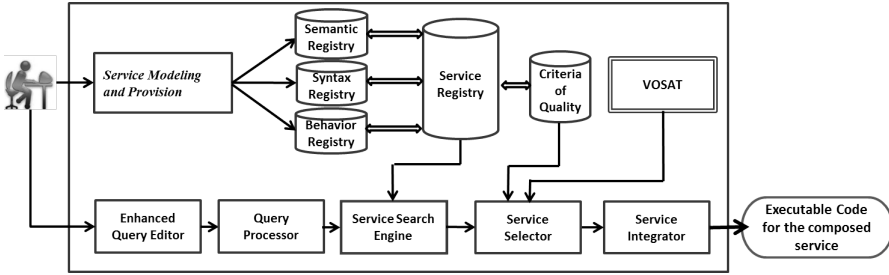 Semantic
Registry
Service Modeling
and Provision
Syntax
Registry
Behavior
Registry
Service
Registry
Criteria
of
Quality
VOSAT
Enhanced
Query Editor
Query
Processor
Service Search
Engine
Service
Selector
Service
Integrator
Executable Code
for the composed
service